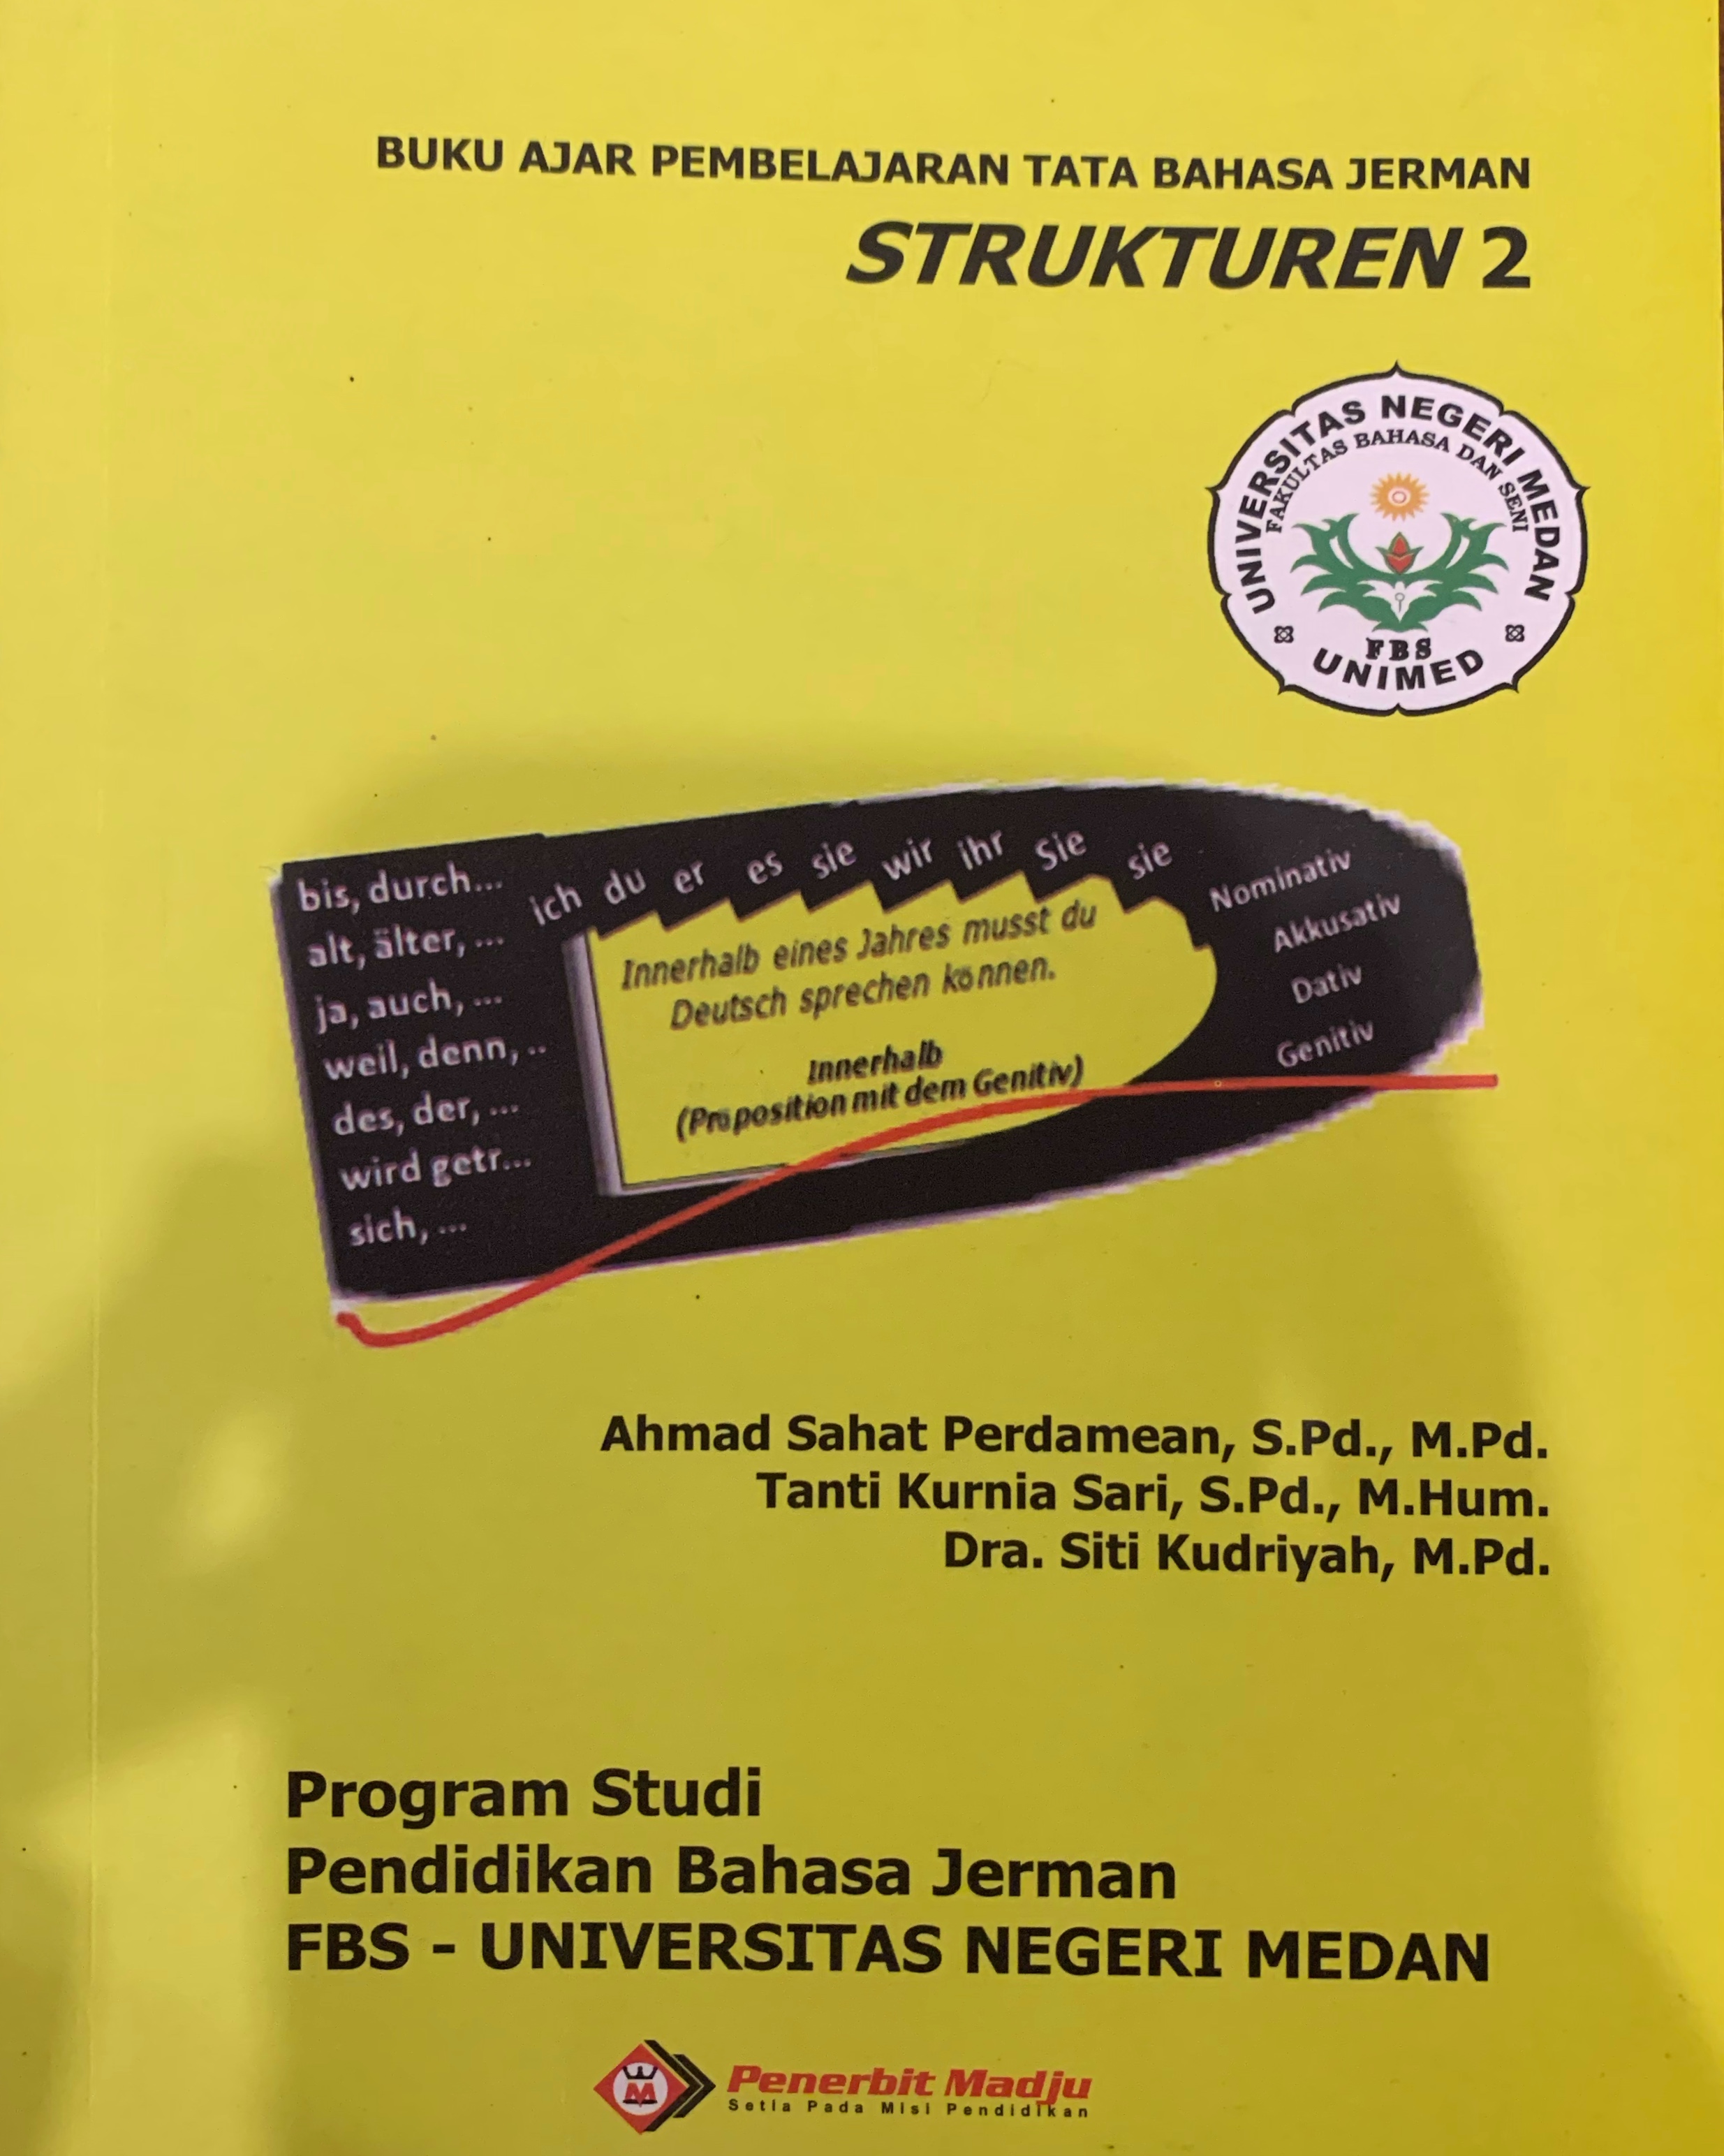 BUKU AJAR PEMBELAJARAN TATA BAHASA JERMAN
STRUKTUREN 2
UNIVERSITAS NEGERI MEDAN
FAKULTAS BAHASA DAN SENI
FBS
UNIMED
bis, durch...
alt, älter, ...
ja, auch, ...
weil, denn, ..
des, der, ...
wird getr...
sich, ...
ich du er es sie wir ihr Sie sie
Nominativ
Akkusativ
Dativ
Genitiv
Innerhalb eines Jahres musst du
Deutsch sprechen können.
Innerhalb
(Präposition mit dem Genitiv)
Ahmad Sahat Perdamean, S.Pd., M.Pd.
Tanti Kurnia Sari, S.Pd., M.Hum.
Dra. Siti Kudriyah, M.Pd.
Program Studi
Pendidikan Bahasa Jerman
FBS - UNIVERSITAS NEGERI MEDAN
M
Penerbit Madju
Setia Pada Misi Pendidikan